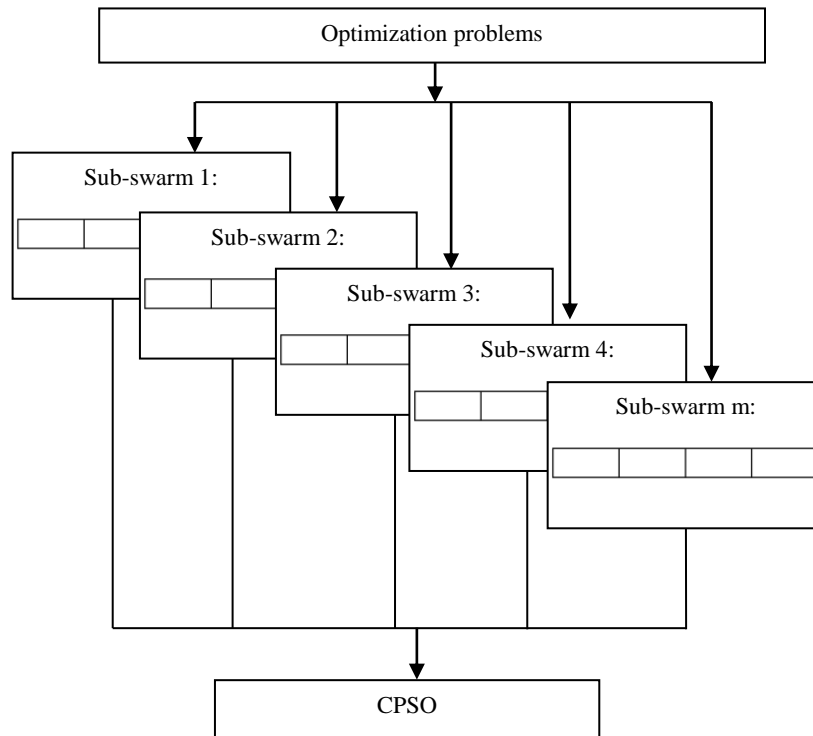 Optimization problems
Sub-swarm 1:
Sub-swarm 2:
Sub-swarm 3:
Sub-swarm 4:
Sub-swarm m:
CPSO